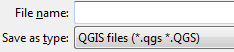 File name:
Save as type: QGIS files (*.qgs *.QGS)